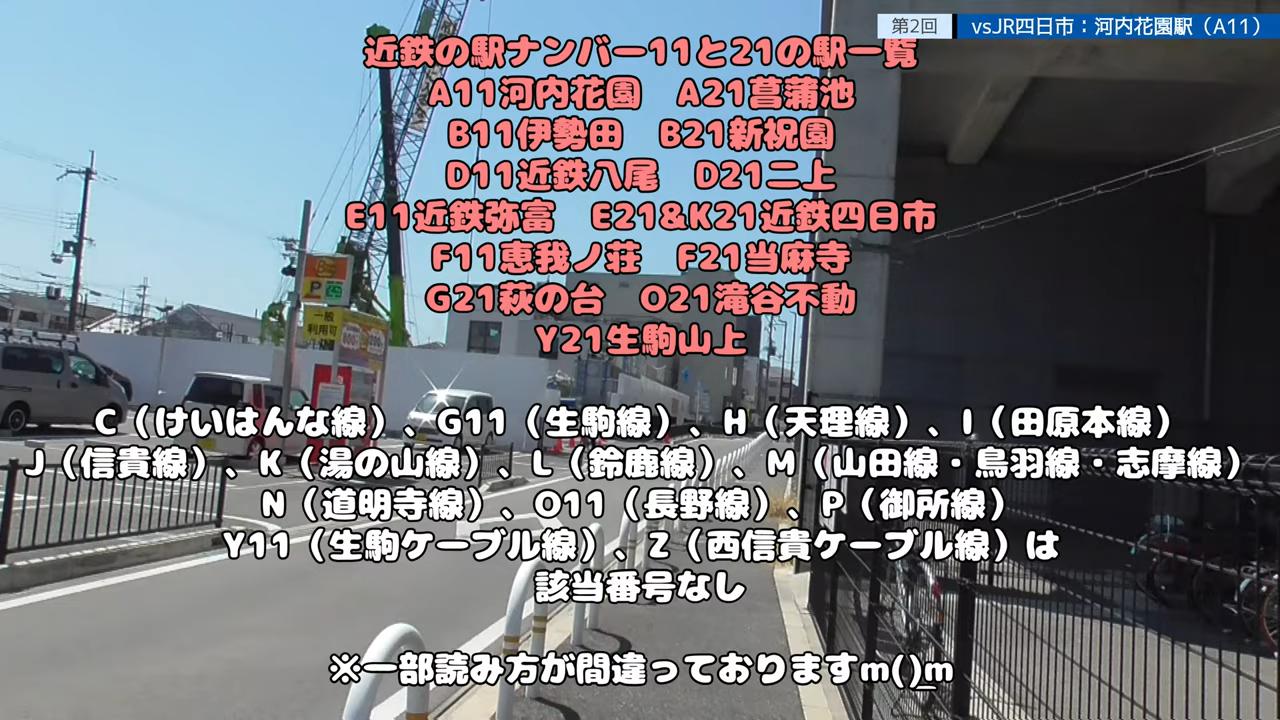 第2回 vsJR四日市：河内花園駅（A11）
近鉄の駅ナンバー11と21の駅一覧
A11河内花園　A21菖蒲池
B11伊勢田　B21新祝園
D11近鉄八尾　D21二上
E11近鉄弥富　E21&K21近鉄四日市
F11恵我ノ荘　F21当麻寺
G21萩の台　O21滝谷不動
Y21生駒山上
P
一般
利用可
C（けいはんな線）、G11（生駒線）、H（天理線）、I（田原本線）
J（信貴線）、K（湯の山線）、L（鈴鹿線）、M（山田線・鳥羽線・志摩線）
N（道明寺線）、O11（長野線）、P（御所線）
Y11（生駒ケーブル線）、Z（西信貴ケーブル線）は
該当番号なし
※一部読み方が間違っておりますm(_)m